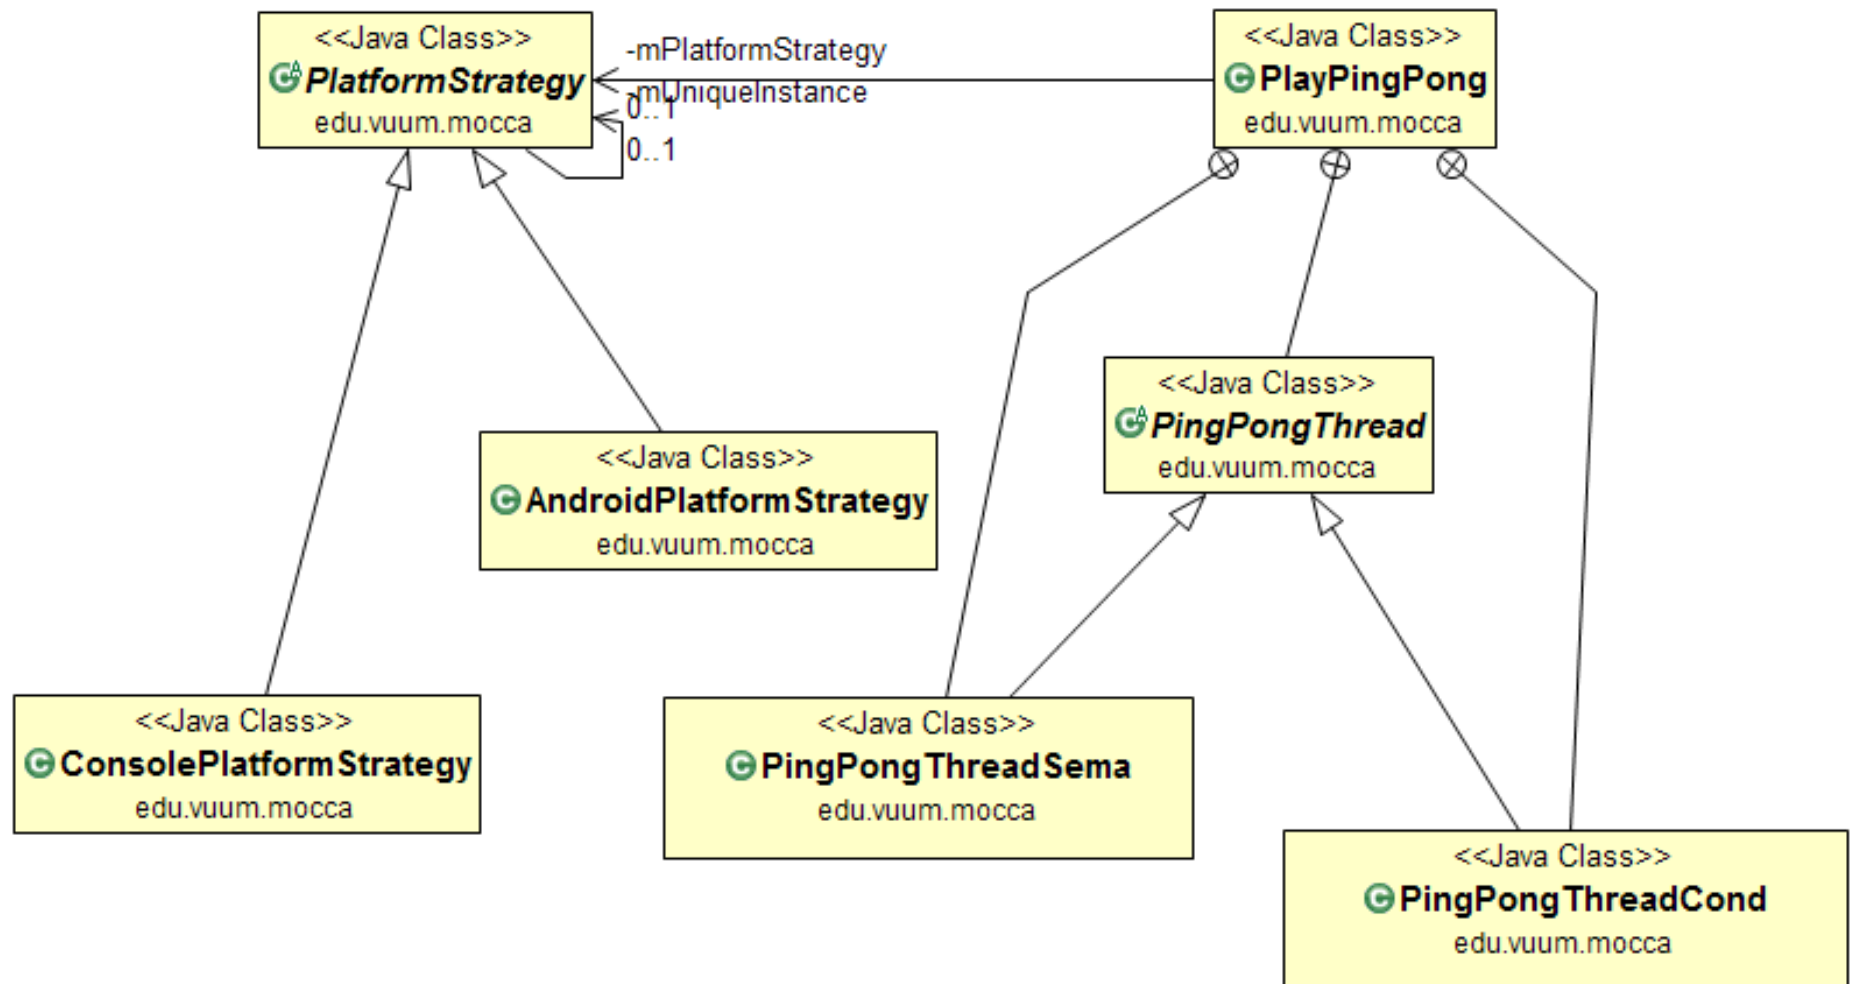 <<Java Class>>
PlatformStrategy
edu.vuum.mocca
-mPlatformStrategy
-mUniqueInstance
0..1
0..1
<<Java Class>>
PlayPingPong
edu.vuum.mocca
<<Java Class>>
PingPongThread
edu.vuum.mocca
<<Java Class>>
AndroidPlatformStrategy
edu.vuum.mocca
<<Java Class>>
ConsolePlatformStrategy
edu.vuum.mocca
<<Java Class>>
PingPongThreadSema
edu.vuum.mocca
<<Java Class>>
PingPongThreadCond
edu.vuum.mocca